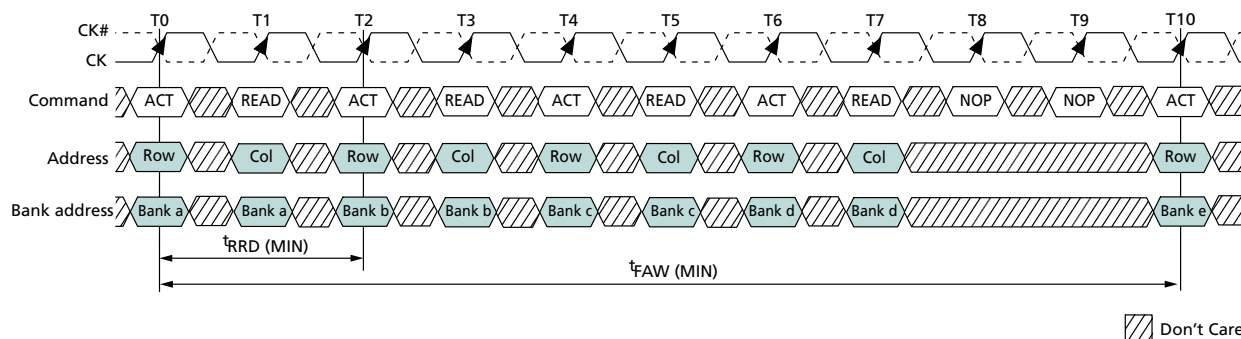 T0 T1 T2 T3 T4 T5 T6 T7 T8 T9 T10
CK#
CK
Command ACT READ ACT READ ACT READ ACT READ NOP NOP ACT
Address Row Col Row Col Row Col Row Col Row
Bank address Bank a Bank a Bank b Bank b Bank c Bank c Bank d Bank d Bank e
tRRD (MIN)
tFAW (MIN)
Don't Care